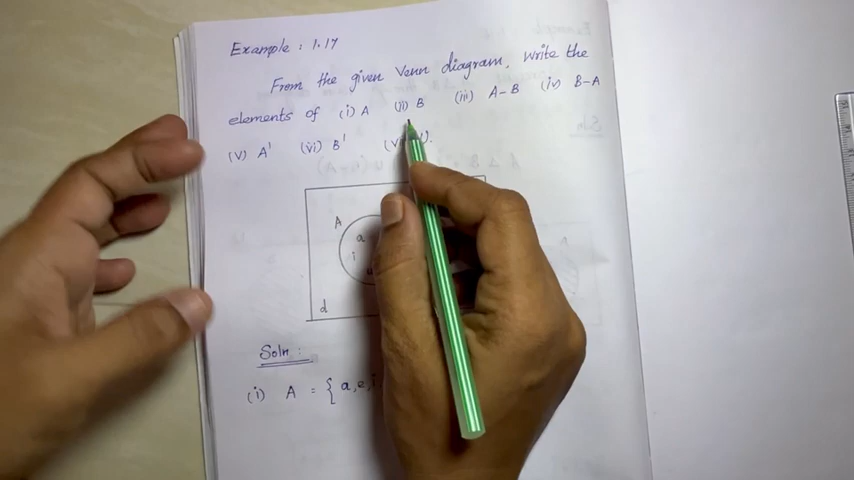 Example : 1.17
From the given Venn diagram, Write the
elements of (i) A (ii) B (iii) A-B (iv) B-A
(v) A' (vi) B'
A
a
i
d
Soln :
(i) A = { a, e, i